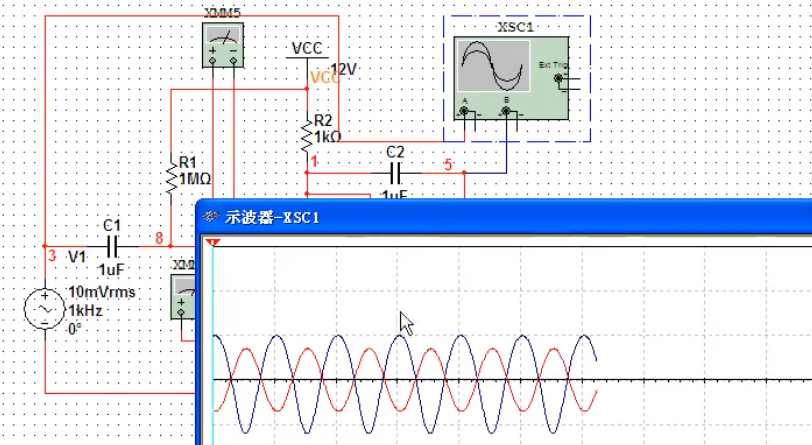 XMM5
XSC1
VCC
12V
VCC
Ext Trig
A
B
R2
1kΩ
C2
1
5
R1
1MΩ
1uF
示波器-XSC1
C1
8
3
V1
1uF
10mVrms
1kHz
0°